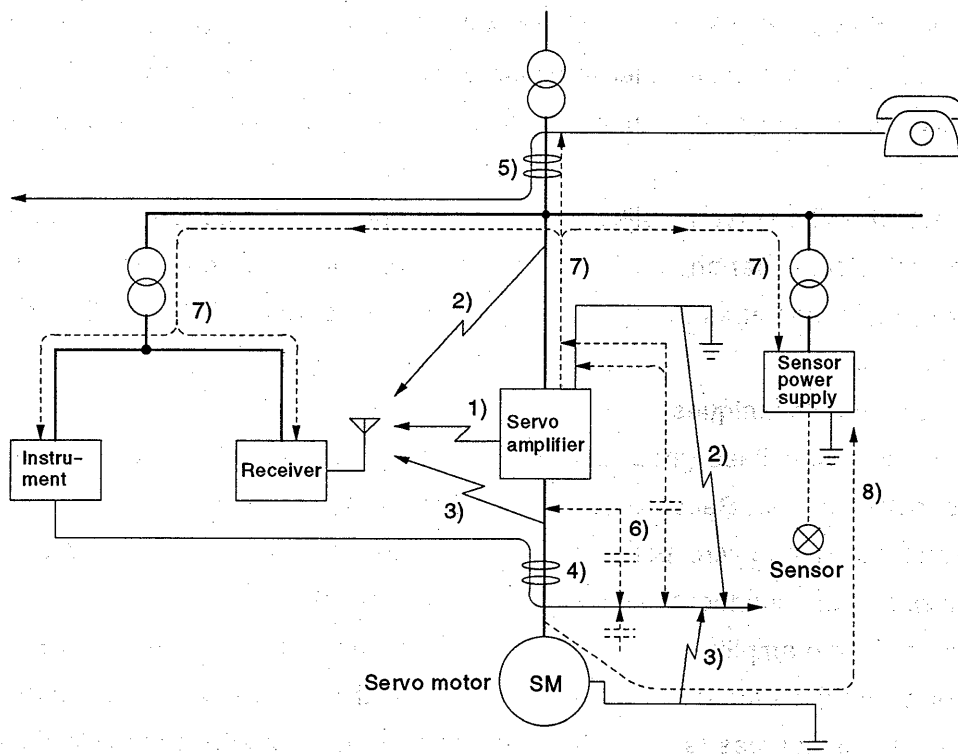 5)
7)
7)
2)
7)
Sensor
power
supply
1)
Servo
amplifier
Instru-
ment
Receiver
2)
3)
6)
8)
4)
Sensor
3)
Servo motor
SM